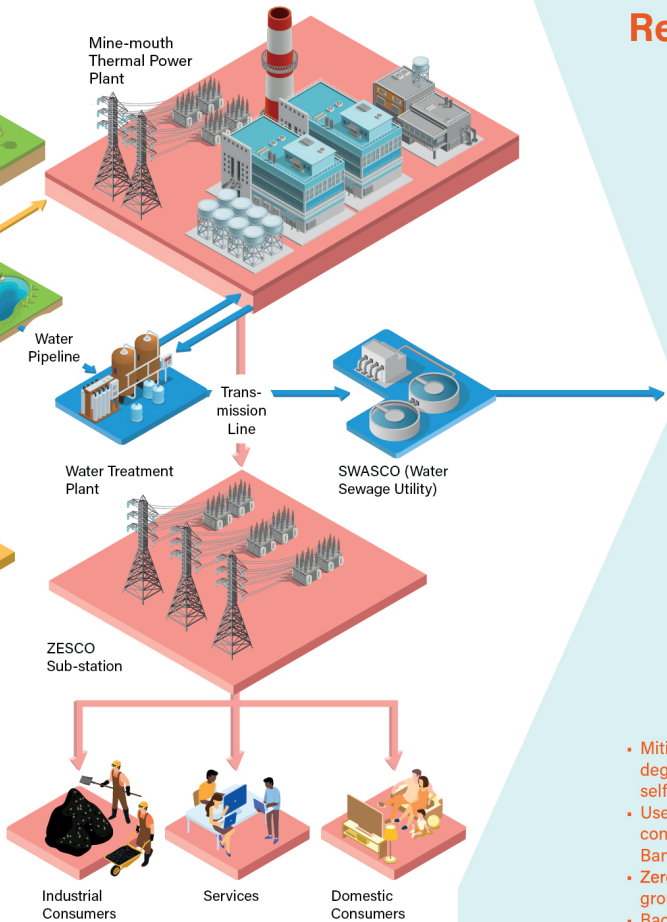 Re
Mine-mouth
Thermal Power
Plant
Water
Pipeline
Trans-
mission
Line
Water Treatment
Plant
SWASCO (Water
Sewage Utility)
ZESCO
Sub-station
Industrial
Consumers
Services
Domestic
Consumers
▪ Miti
deg
self
▪ Use
con
Ban
▪ Zer
gro